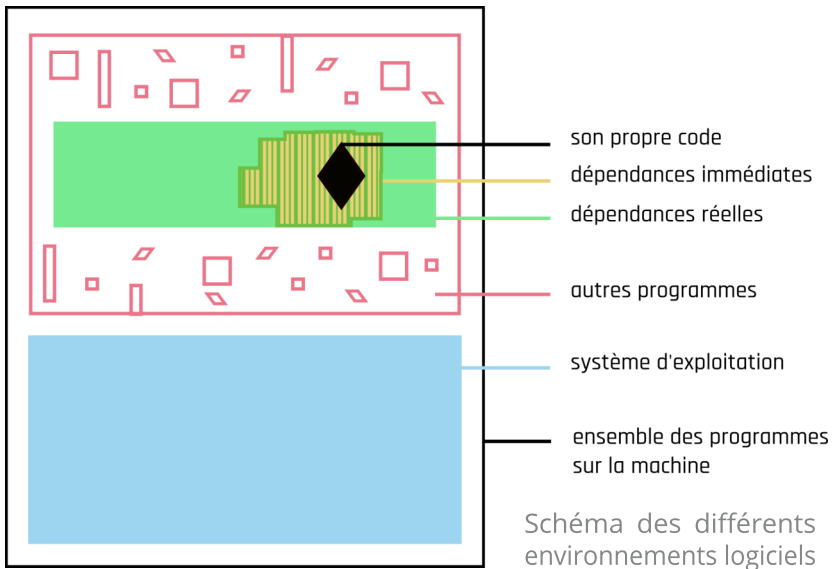 son propre code
dépendances immédiates
dépendances réelles
autres programmes
système d'exploitation
ensemble des programmes
sur la machine
Schéma des différents
environnements logiciels